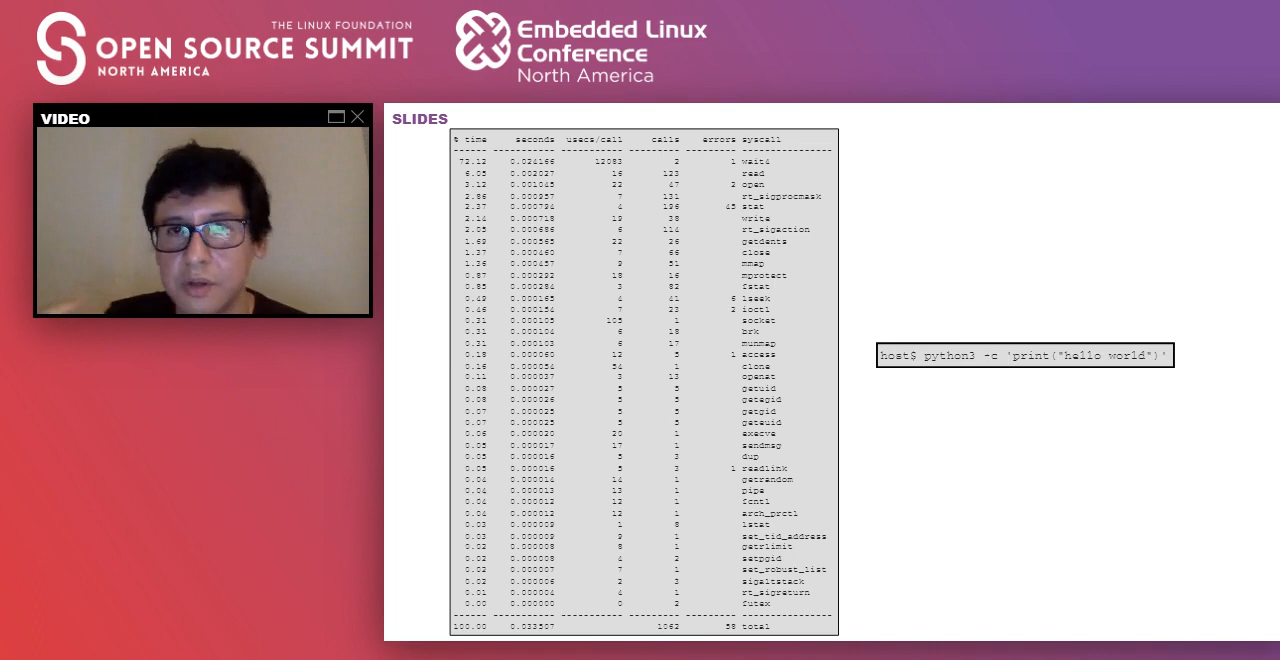 THE LINUX FOUNDATION
OPEN SOURCE SUMMIT
NORTH AMERICA
Embedded Linux
Conference
North America
VIDEO
SLIDES
% time seconds usecs/call calls errors syscall
------ ----------- ----------- --------- --------- ----------------
72.12 0.024166 12083 2 1 wait4
6.05 0.002027 16 123 read
3.12 0.001045 22 47 2 open
2.86 0.000957 7 131 rt_sigprocmask
2.37 0.000794 4 196 45 stat
2.14 0.000718 19 38 write
2.05 0.000686 6 114 rt_sigaction
1.69 0.000565 22 26 getdents
1.37 0.000460 7 66 close
1.36 0.000457 9 51 mmap
0.87 0.000292 18 16 mprotect
0.85 0.000284 3 82 fstat
0.49 0.000165 4 41 6 lseek
0.46 0.000154 7 23 2 ioctl
0.31 0.000105 105 1 socket
0.31 0.000104 6 18 brk
0.31 0.000103 6 17 munmap
0.18 0.000060 12 5 1 access
0.16 0.000054 54 1 clone
0.11 0.000037 3 13 openat
0.08 0.000027 5 5 getuid
0.08 0.000026 5 5 getegid
0.07 0.000025 5 5 getgid
0.07 0.000025 5 5 geteuid
0.06 0.000020 20 1 execve
0.05 0.000017 17 1 sendmsg
0.05 0.000016 5 3 dup
0.05 0.000016 5 3 1 readlink
0.04 0.000014 14 1 getrandom
0.04 0.000013 13 1 pipe
0.04 0.000012 12 1 fcntl
0.04 0.000012 12 1 arch_prctl
0.03 0.000009 1 8 lstat
0.03 0.000009 9 1 set_tid_address
0.02 0.000008 8 1 getrlimit
0.02 0.000008 4 2 setpgid
0.02 0.000007 7 1 set_robust_list
0.02 0.000006 2 3 sigaltstack
0.01 0.000004 4 1 rt_sigreturn
0.00 0.000000 0 2 futex
------ ----------- ----------- --------- --------- ----------------
100.00 0.033507 1062 58 total
host$ python3 -c 'print("hello world")'